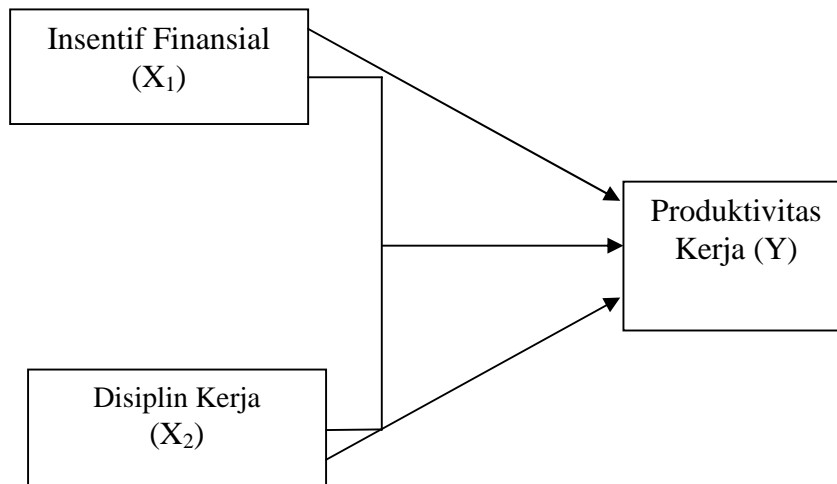 Insentif Finansial
(X₁)
Produktivitas
Kerja (Y)
Disiplin Kerja
(X₂)